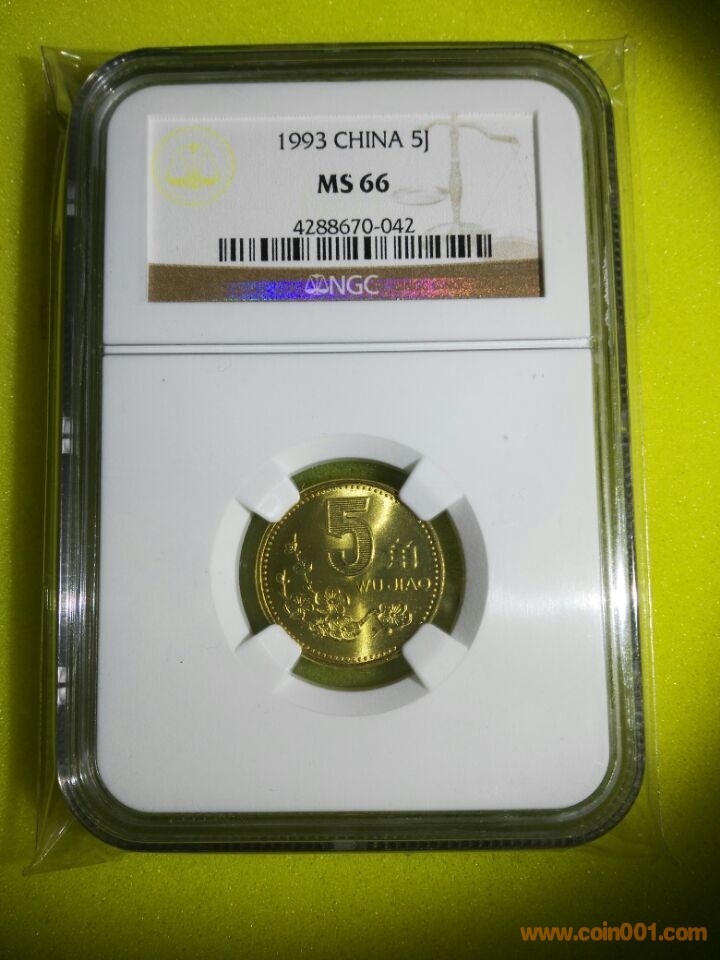 1993 CHINA 5J
MS 66
4288670-042
NGC
5 角
WU JIAO
www.coin001.com